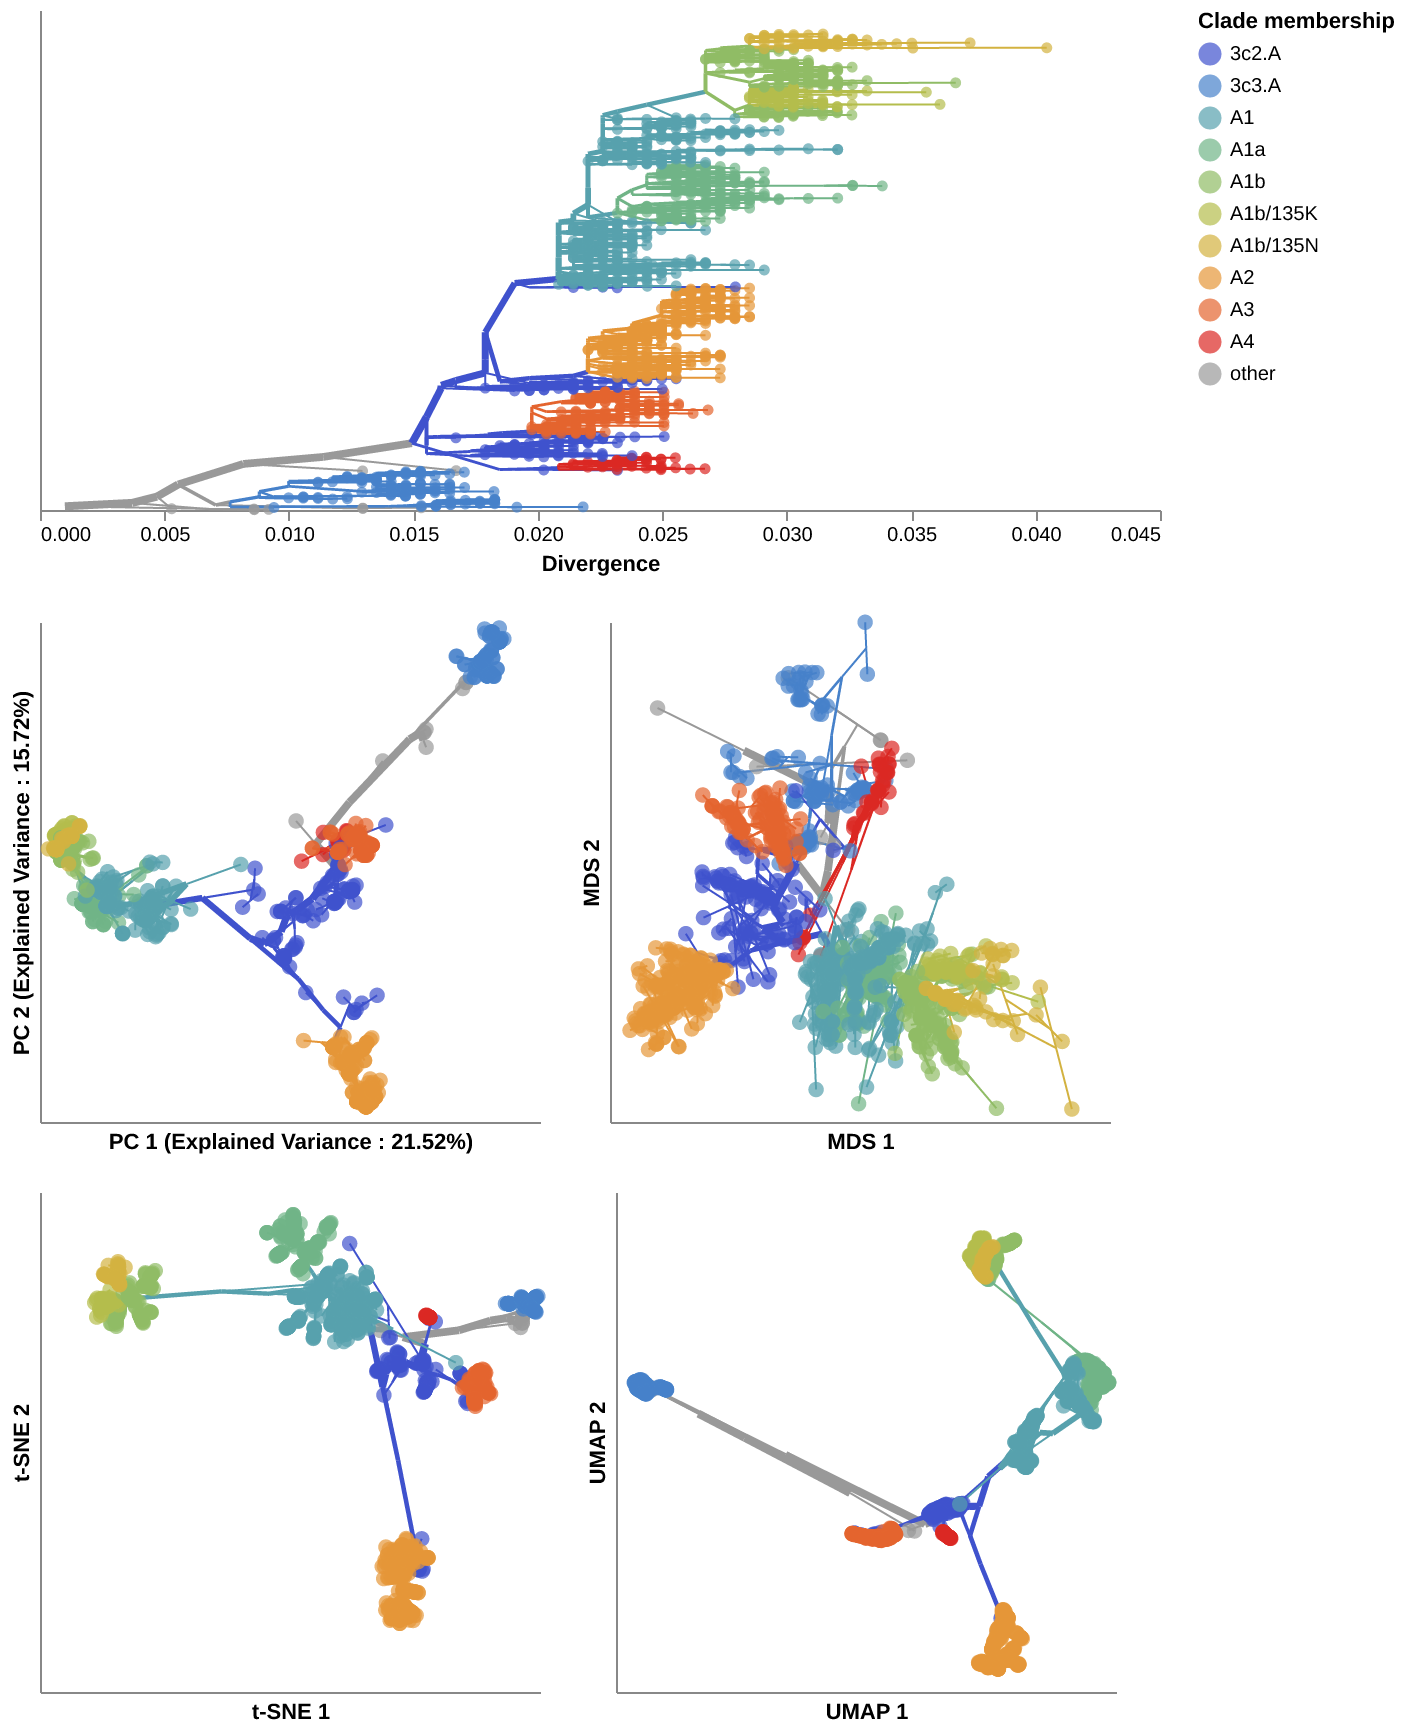 Clade membership
3c2.A
3c3.A
A1
A1a
A1b
A1b/135K
A1b/135N
A2
A3
A4
other
0.000 0.005 0.010 0.015 0.020 0.025 0.030 0.035 0.040 0.045
Divergence
PC 2 (Explained Variance : 15.72%)
PC 1 (Explained Variance : 21.52%)
MDS 2
MDS 1
t-SNE 2
t-SNE 1
UMAP 2
UMAP 1